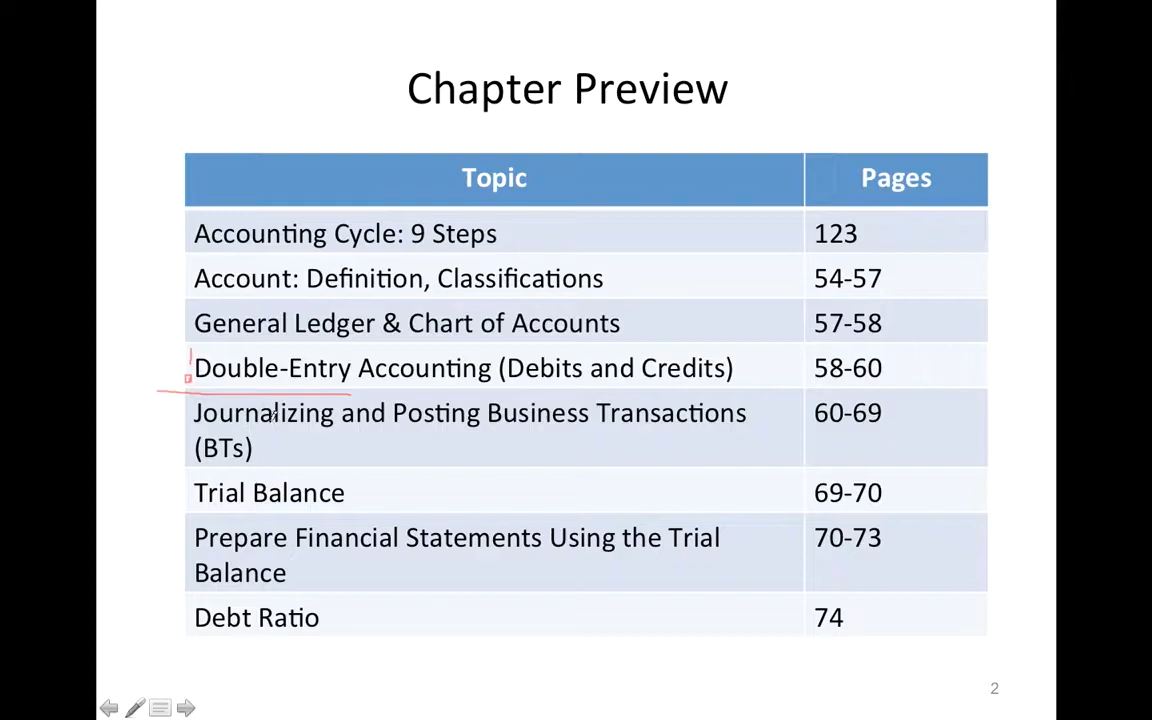 Chapter Preview
Topic Pages
Accounting Cycle: 9 Steps 123
Account: Definition, Classifications 54-57
General Ledger & Chart of Accounts 57-58
Double-Entry Accounting (Debits and Credits) 58-60
Journalizing and Posting Business Transactions 60-69
(BTs)
Trial Balance 69-70
Prepare Financial Statements Using the Trial 70-73
Balance
Debt Ratio 74
2